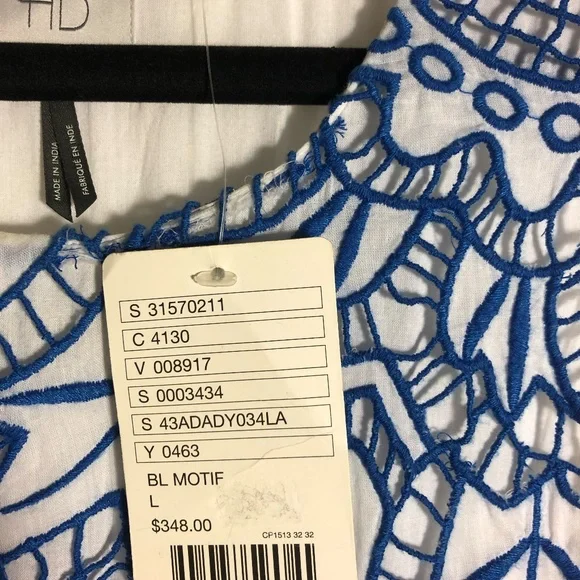 HD
MADE IN INDIA
FABRIQUÉ EN INDE
S 31570211
C 4130
V 008917
S 0003434
S 43ADADY034LA
Y 0463
BL MOTIF
L
$348.00
CP1513 32 32